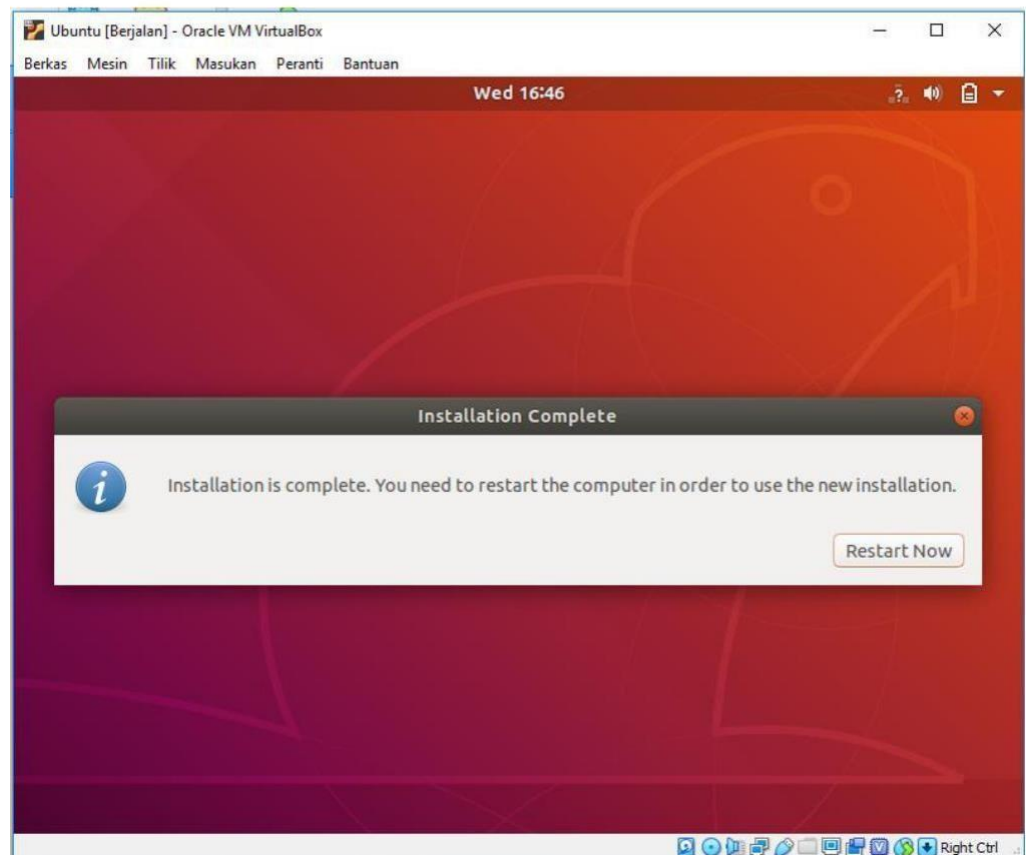 Ubuntu [Berjalan] - Oracle VM VirtualBox
Berkas Mesin Tilik Masukan Peranti Bantuan
Wed 16:46
Installation Complete
Installation is complete. You need to restart the computer in order to use the new installation.
Restart Now
Right Ctrl